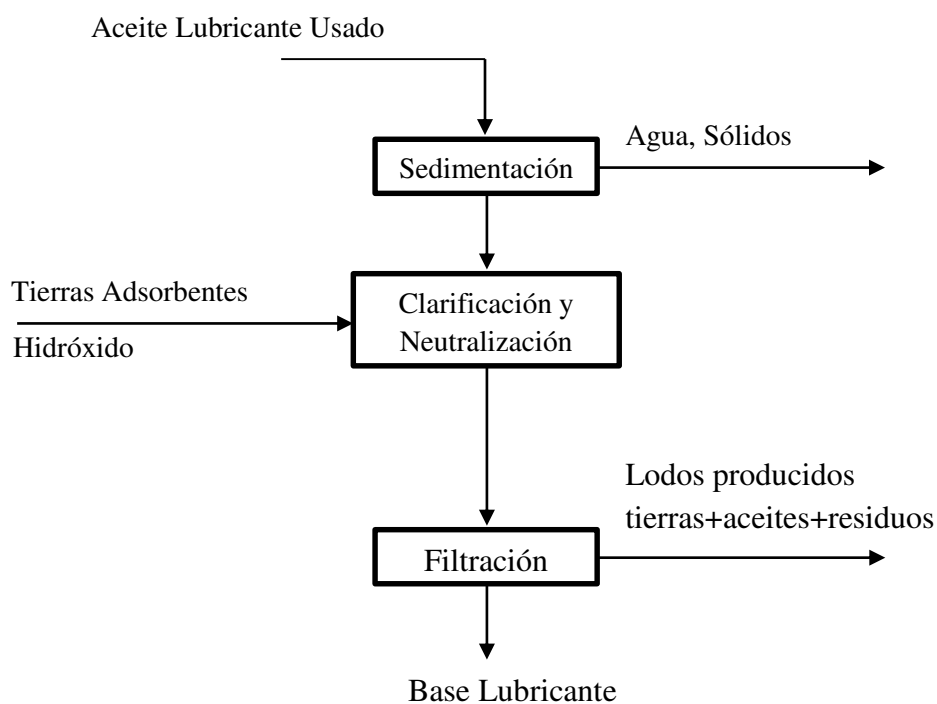 Aceite Lubricante Usado
Agua, Sólidos
Sedimentación
Tierras Adsorbentes
Hidróxido
Clarificación y
Neutralización
Lodos producidos
tierras+aceites+residuos
Filtración
Base Lubricante